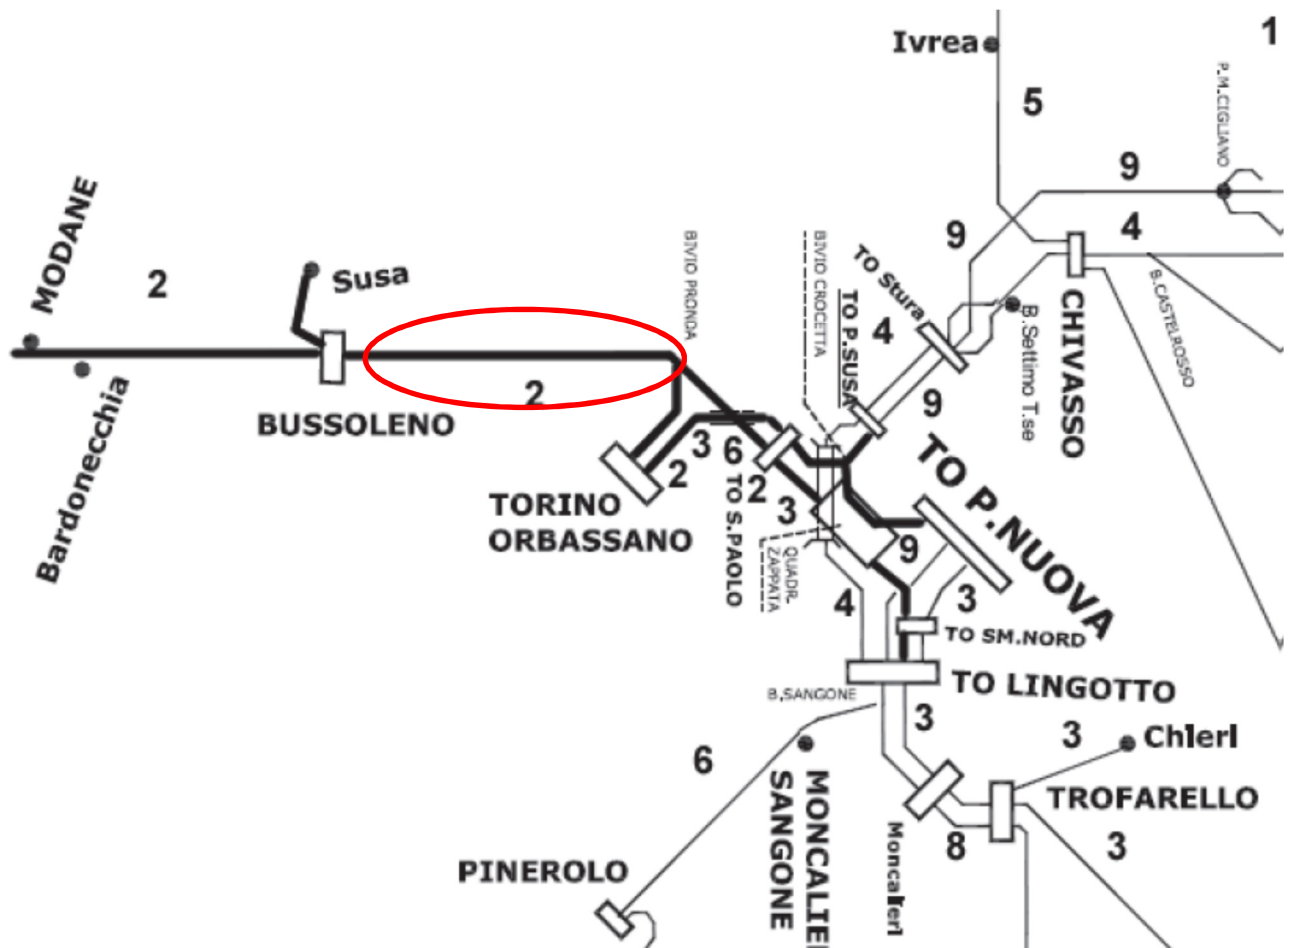 1
Ivrea
P.M.CIGLIANO
5
9
MODANE
BIVIO PRONDA
BIVIO CROCETTA
9
4
2
Susa
TO Stura
B.CASTELROSSO
TO P.SUSA
4
B.Settimo T.se
CHIVASSO
2
9
BUSSOLENO
Bardonecchia
3
6
TO P.NUOVA
2
2
TORINO
ORBASSANO
TO S.PAOLO
3
QUADR.
ZAPPATA
9
4
3
TO SM.NORD
TO LINGOTTO
B.SANGONE
3
6
3
Chieri
MONCALIE
SANGONE
TROFARELLO
Moncalieri
8
3
PINEROLO